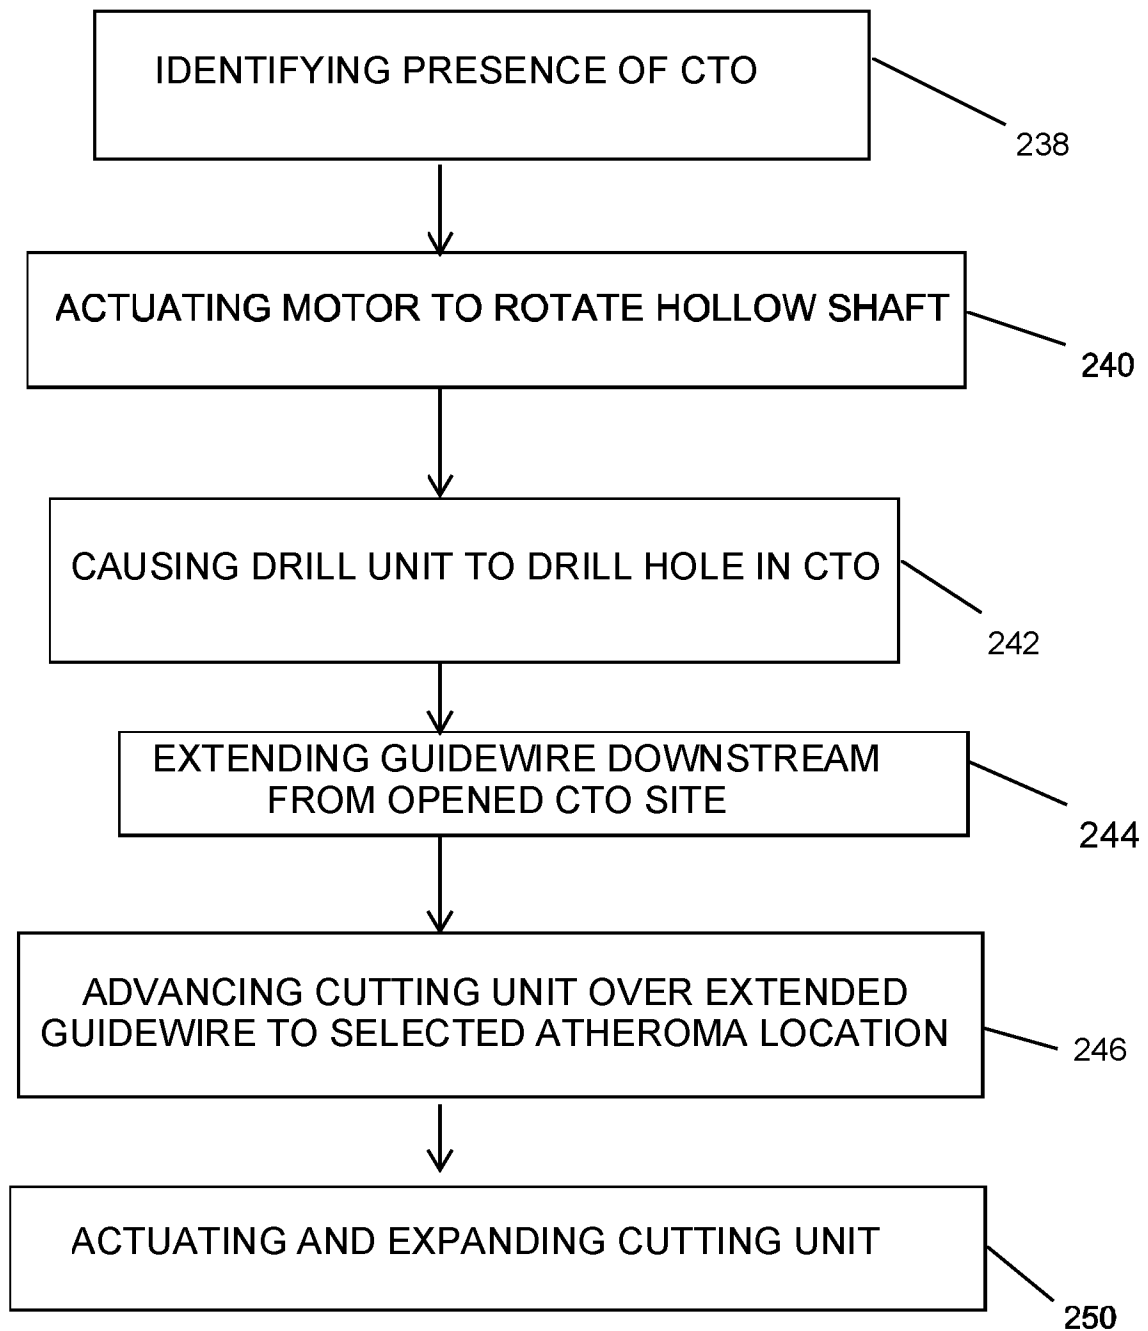 IDENTIFYING PRESENCE OF CTO
238
ACTUATING MOTOR TO ROTATE HOLLOW SHAFT
240
CAUSING DRILL UNIT TO DRILL HOLE IN CTO
242
EXTENDING GUIDEWIRE DOWNSTREAM
FROM OPENED CTO SITE
244
ADVANCING CUTTING UNIT OVER EXTENDED
GUIDEWIRE TO SELECTED ATHEROMA LOCATION
246
ACTUATING AND EXPANDING CUTTING UNIT
250